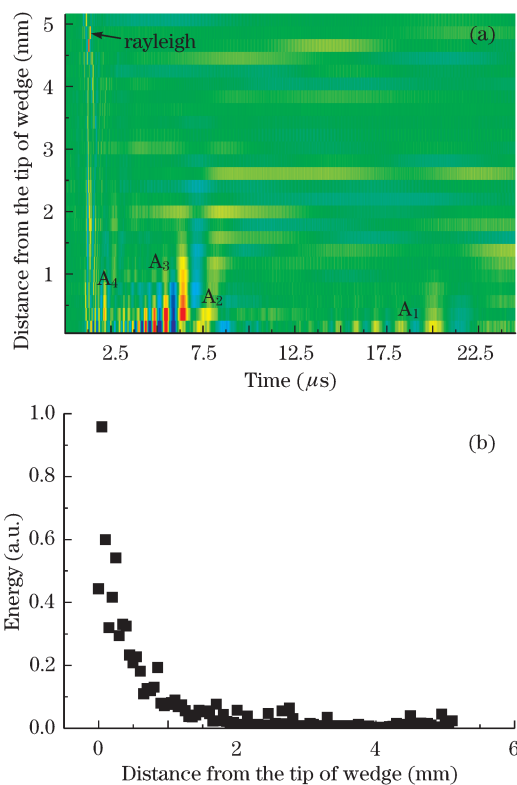 (a)
rayleigh
Distance from the tip of wedge (mm)
5
4
3
2
1
A4
A3
A2
A1
2.5 7.5 12.5 17.5 22.5
Time (μs)
(b)
Energy (a.u.)
1.0
0.8
0.6
0.4
0.2
0.0
0 2 4 6
Distance from the tip of wedge (mm)